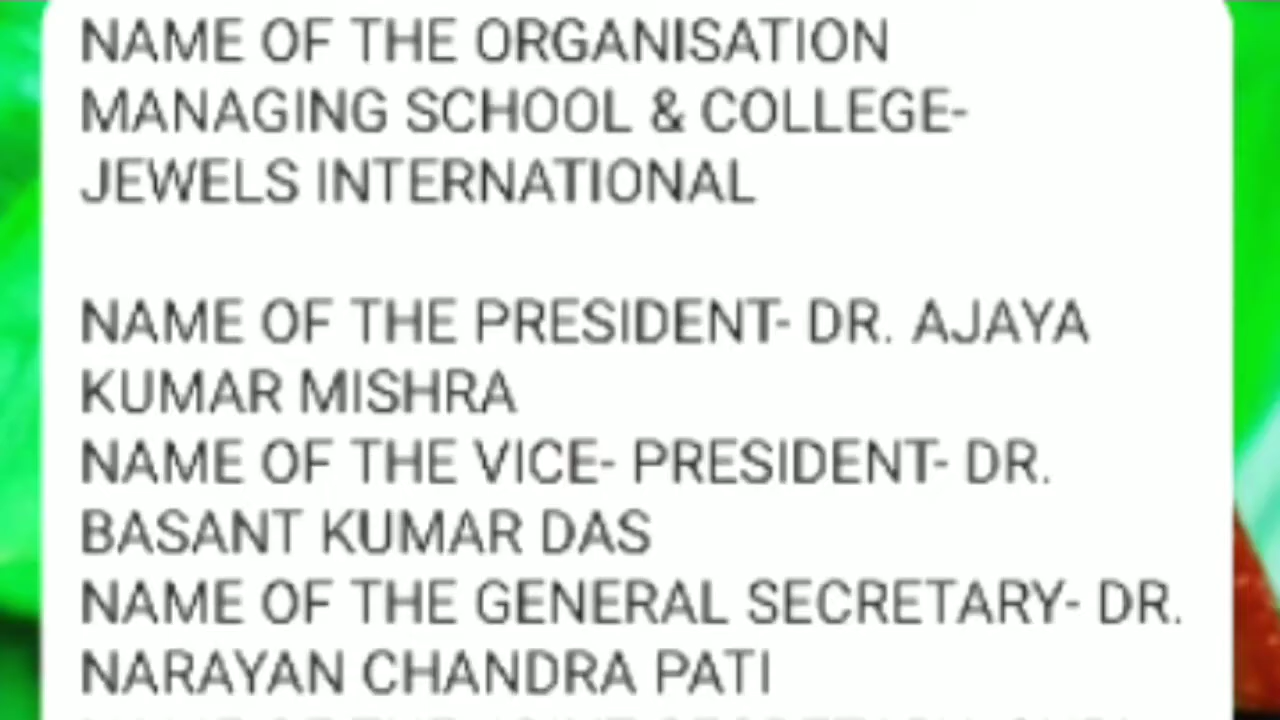 NAME OF THE ORGANISATION
MANAGING SCHOOL & COLLEGE-
JEWELS INTERNATIONAL
NAME OF THE PRESIDENT- DR. AJAYA
KUMAR MISHRA
NAME OF THE VICE- PRESIDENT- DR.
BASANT KUMAR DAS
NAME OF THE GENERAL SECRETARY- DR.
NARAYAN CHANDRA PATI